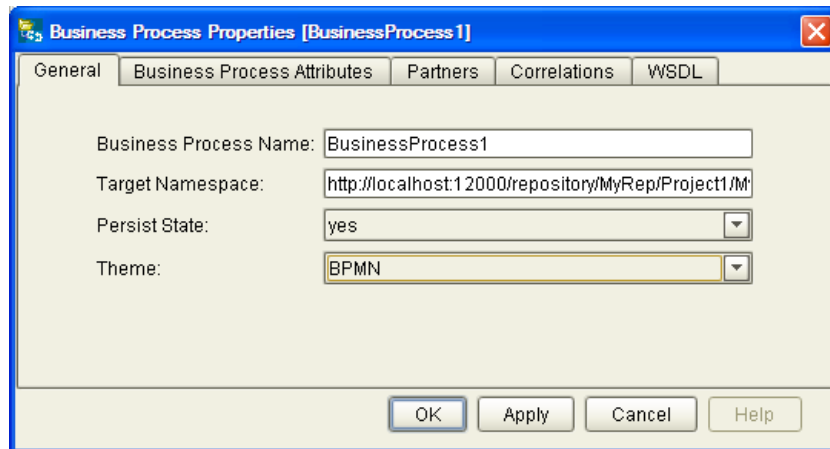 Business Process Properties [BusinessProcess1]
General Business Process Attributes Partners Correlations WSDL
Business Process Name: BusinessProcess1
Target Namespace: http://localhost:12000/repository/MyRep/Project1/M
Persist State: yes
Theme: BPMN
OK Apply Cancel Help